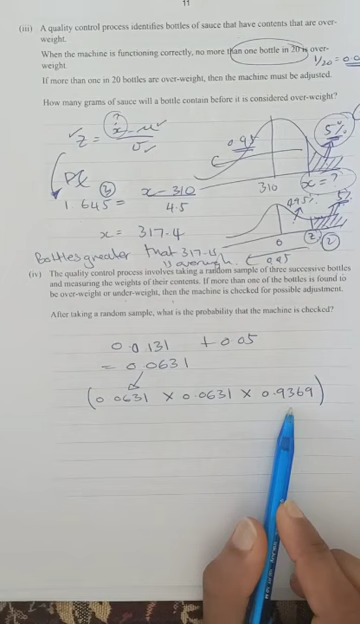 11
(iii) A quality control process identifies bottles of sauce that have contents that are over-
weight.
When the machine is functioning correctly, no more than one bottle in 20 is over-
weight.
1/20 = 0.0
If more than one in 20 bottles are over-weight, then the machine must be adjusted.
How many grams of sauce will a bottle contain before it is considered over-weight?
z = x - μ / σ
?
0.95
5%
310
x = ?
1.645 = x - 310 / 4.5
x = 317.4
0
z
Bottles greater that 317.4
is overweigh.
0.95
(iv) The quality control process involves taking a random sample of three successive bottles
and measuring the weights of their contents. If more than one of the bottles is found to
be over-weight or under-weight, then the machine is checked for possible adjustment.
After taking a random sample, what is the probability that the machine is checked?
0.0131 + 0.05
= 0.0631
(0.0631 × 0.0631 × 0.9369)